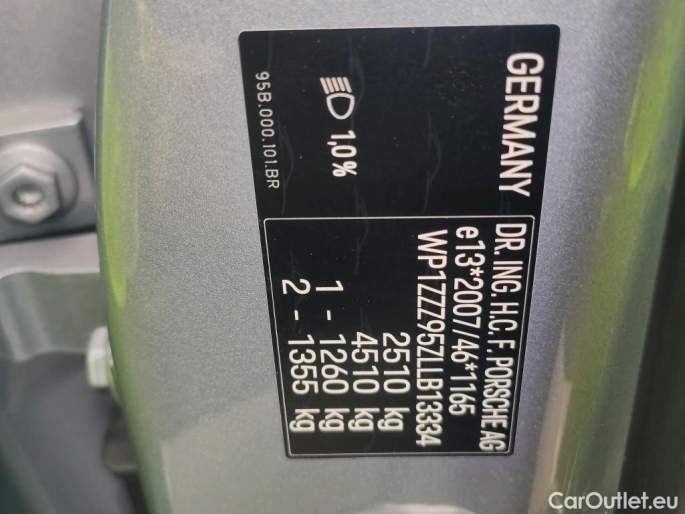 GERMANY
1,0%
95B.000.101.BR
DR. ING. H.C. F. PORSCHE AG
e13*2007/46*1165
WP1ZZZ95ZLLB13334
2510 kg
4510 kg
1 - 1260 kg
2 - 1355 kg
CarOutlet.eu